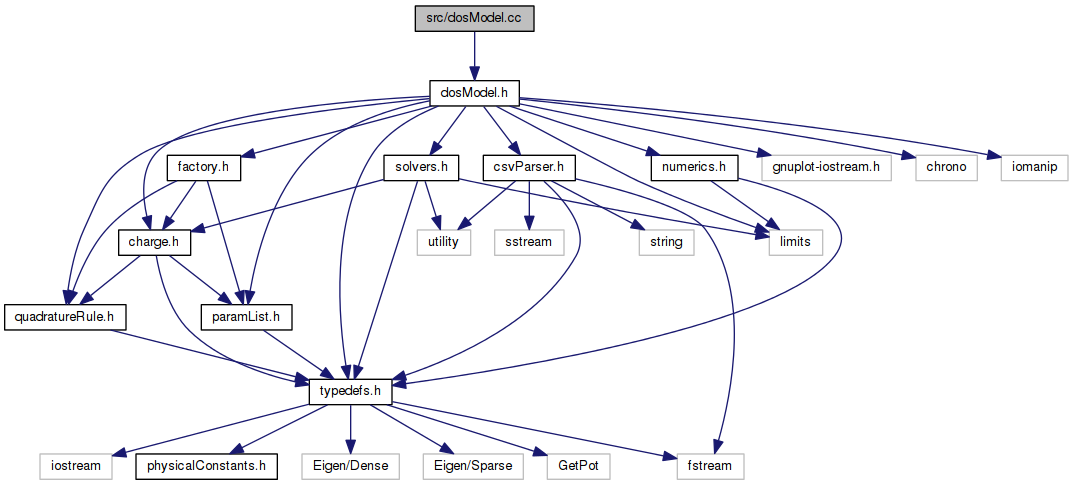 src/dosModel.cc
dosModel.h
factory.h
solvers.h
csvParser.h
numerics.h
gnuplot-iostream.h
chrono
iomanip
charge.h
utility
sstream
string
limits
quadratureRule.h
paramList.h
typedefs.h
iostream
physicalConstants.h
Eigen/Dense
Eigen/Sparse
GetPot
fstream